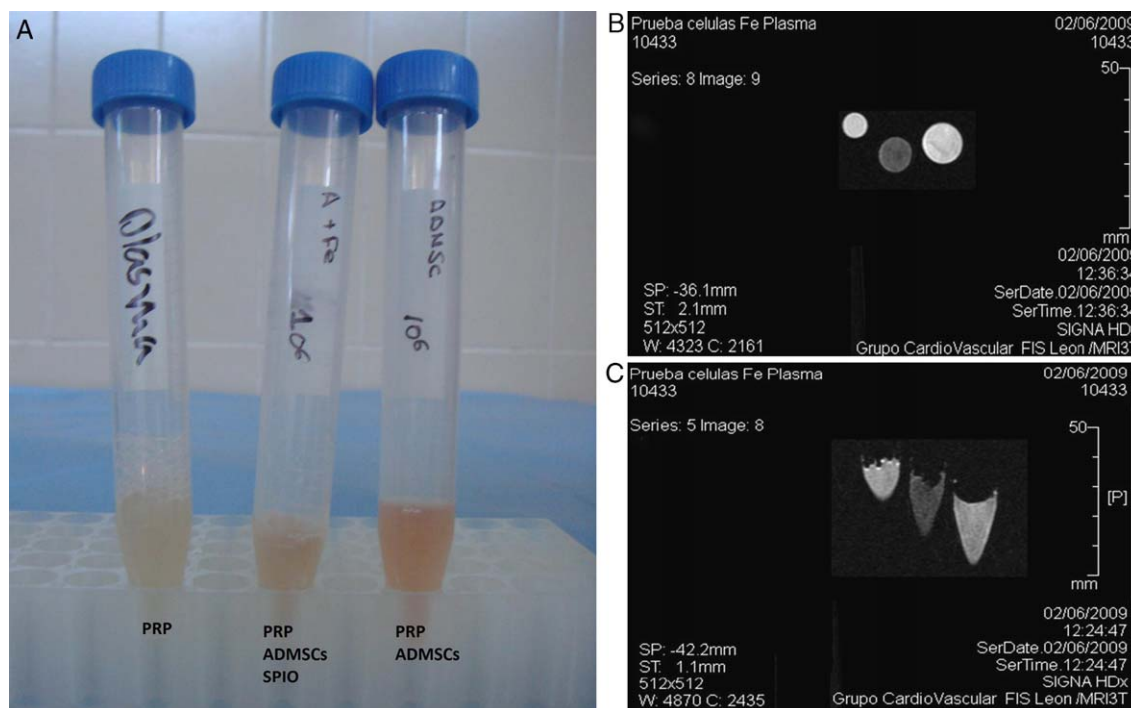 A
Plasma
A + Fe
106
ADMSC
106
PRP
PRP
ADMSCs
SPIO
PRP
ADMSCs
B
Prueba celulas Fe Plasma
10433
02/06/2009
10433
Series: 8 Image: 9
50
mm
02/06/2009
12:36:34
SerDate.02/06/2009
SerTime.12:36:34
SIGNA HD
Grupo CardioVascular FIS Leon /MRI3T
SP: -36.1mm
ST: 2.1mm
512x512
W: 4323 C: 2161
C
Prueba celulas Fe Plasma
10433
02/06/2009
10433
Series: 5 Image: 8
50
[P]
mm
02/06/2009
12:24:47
SerDate.02/06/2009
SerTime.12:24:47
SIGNA HDx
Grupo CardioVascular FIS Leon /MRI3T
SP: -42.2mm
ST: 1.1mm
512x512
W: 4870 C: 2435